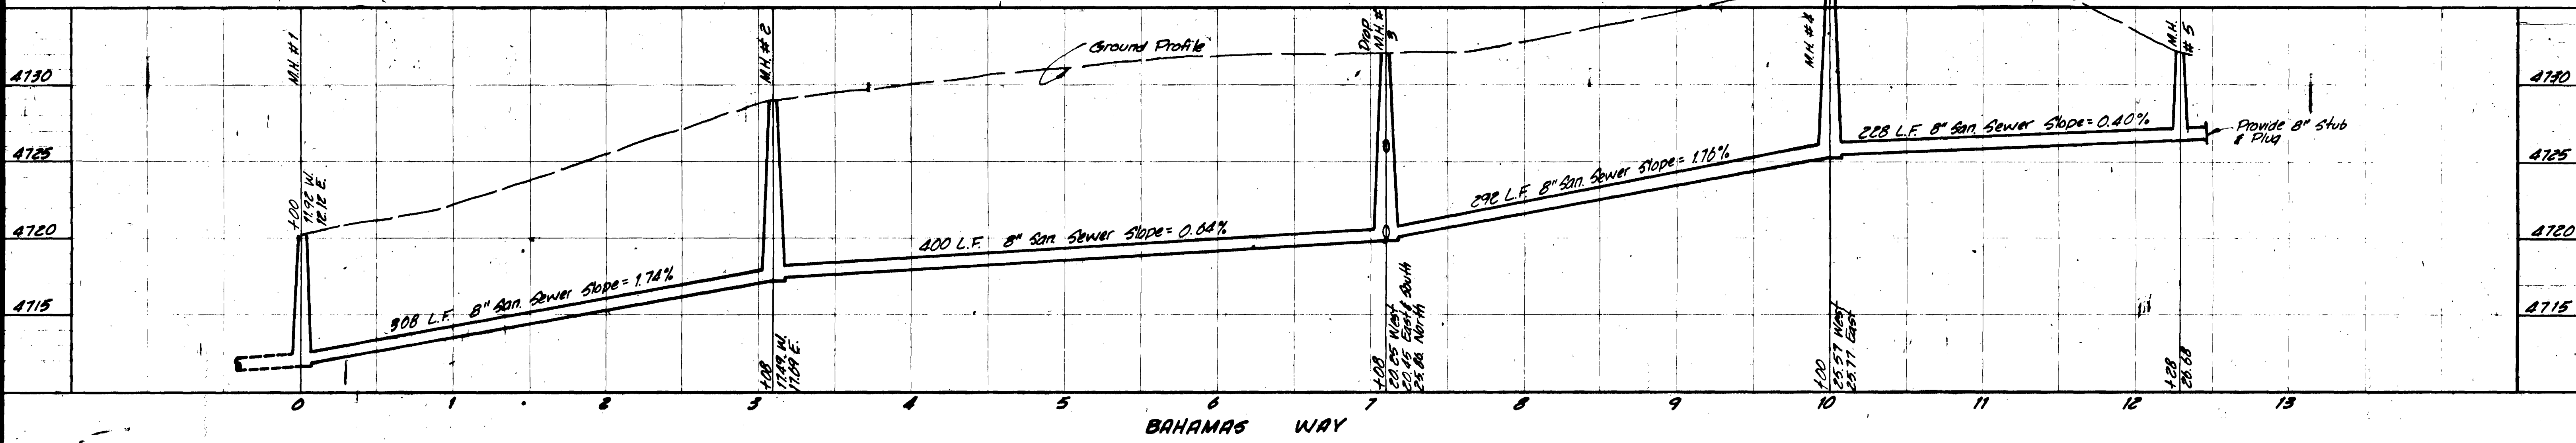 M.H. #1
M.H. #2
Ground Profile
Drop
M.H. #
3
M.H. #4
M.H.
#5
4730
4730
4725
4725
4720
4720
4715
4715
+00
11.92 W.
12.12 E.
308 L.F. 8" San. Sewer Slope = 1.74%
400 L.F. 8" San. Sewer Slope = 0.64%
292 L.F. 8" San. Sewer Slope = 1.76%
228 L.F. 8" San. Sewer Slope = 0.40%
Provide 8" Stub
& Plug
+08
17.49 W.
17.69 E.
+08
20.25 West
20.45 East & South
25.86 North
+00
25.57 West
25.77 East
+28
26.68
0 1 2 3 4 5 6 7 8 9 10 11 12 13
BAHAMAS WAY